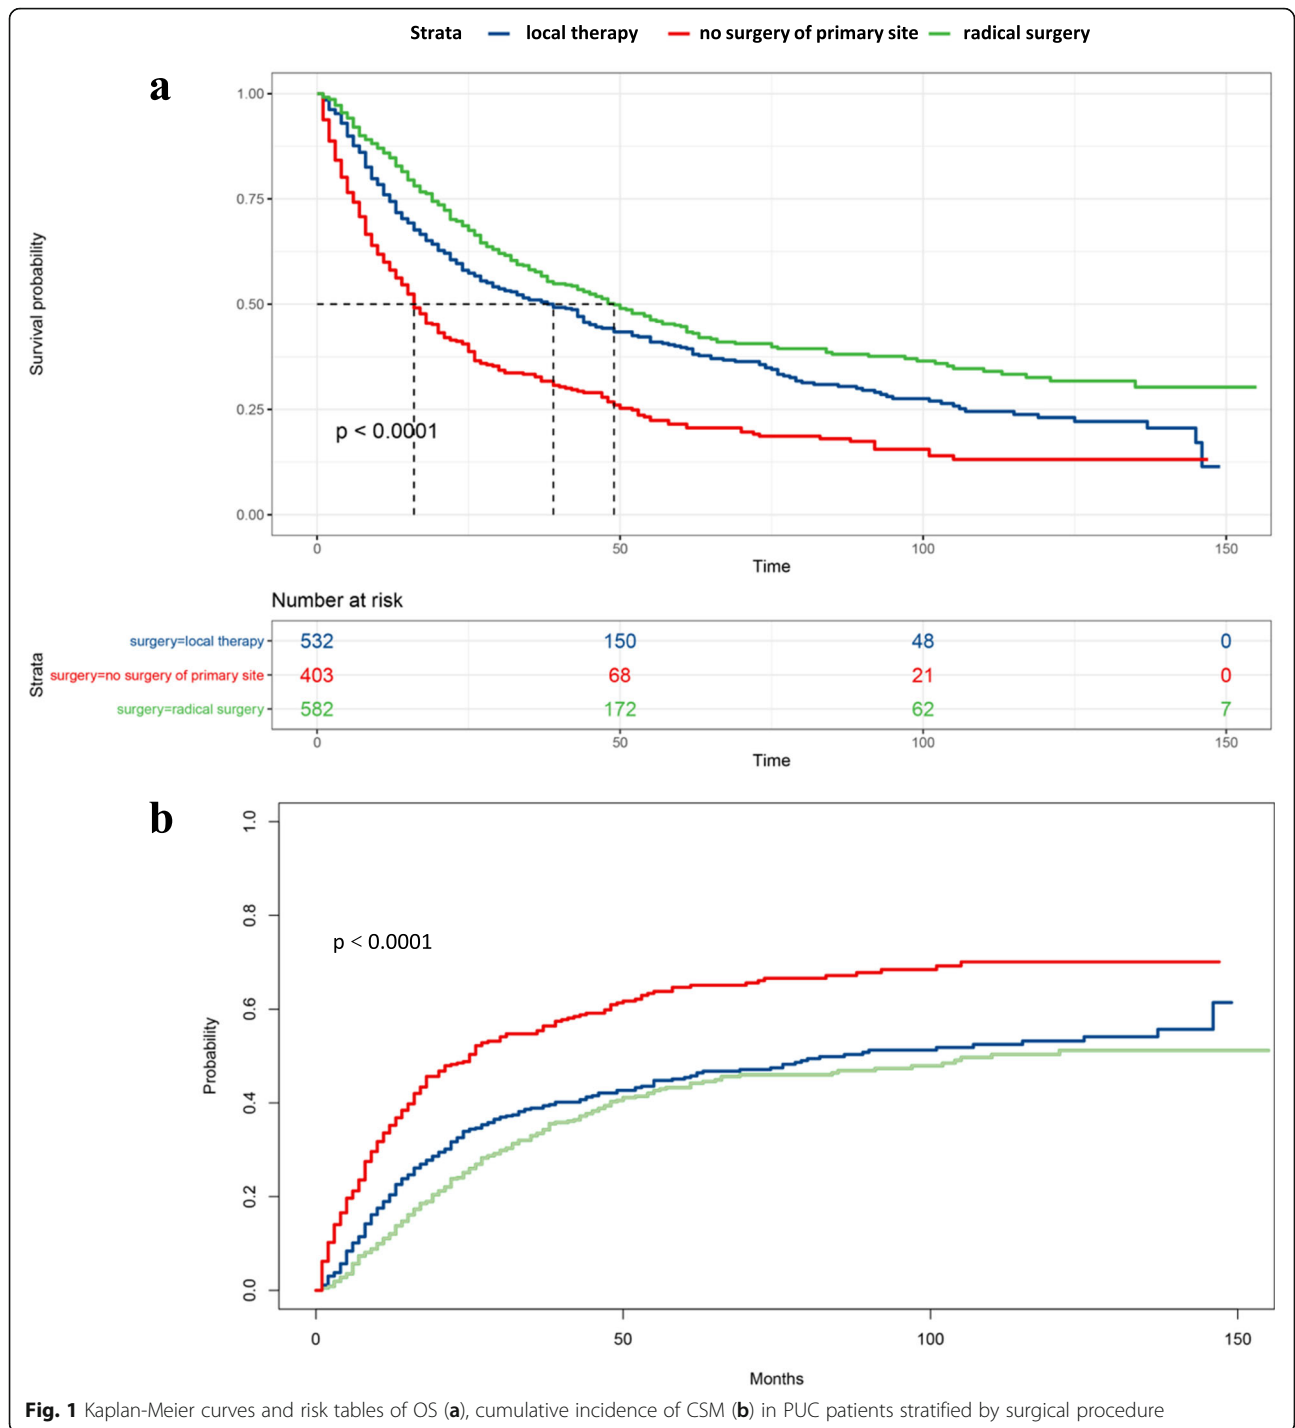 Strata local therapy no surgery of primary site radical surgery
a
1.00
0.75
0.50
0.25
0.00
Survival probability
p < 0.0001
0 50 100 150
Time
Number at risk
Strata
surgery=local therapy 532 150 48 0
surgery=no surgery of primary site 403 68 21 0
surgery=radical surgery 582 172 62 7
0 50 100 150
Time
b
1.0
0.8
0.6
0.4
0.2
0.0
Probability
p < 0.0001
0 50 100 150
Months
Fig. 1 Kaplan-Meier curves and risk tables of OS (a), cumulative incidence of CSM (b) in PUC patients stratified by surgical procedure